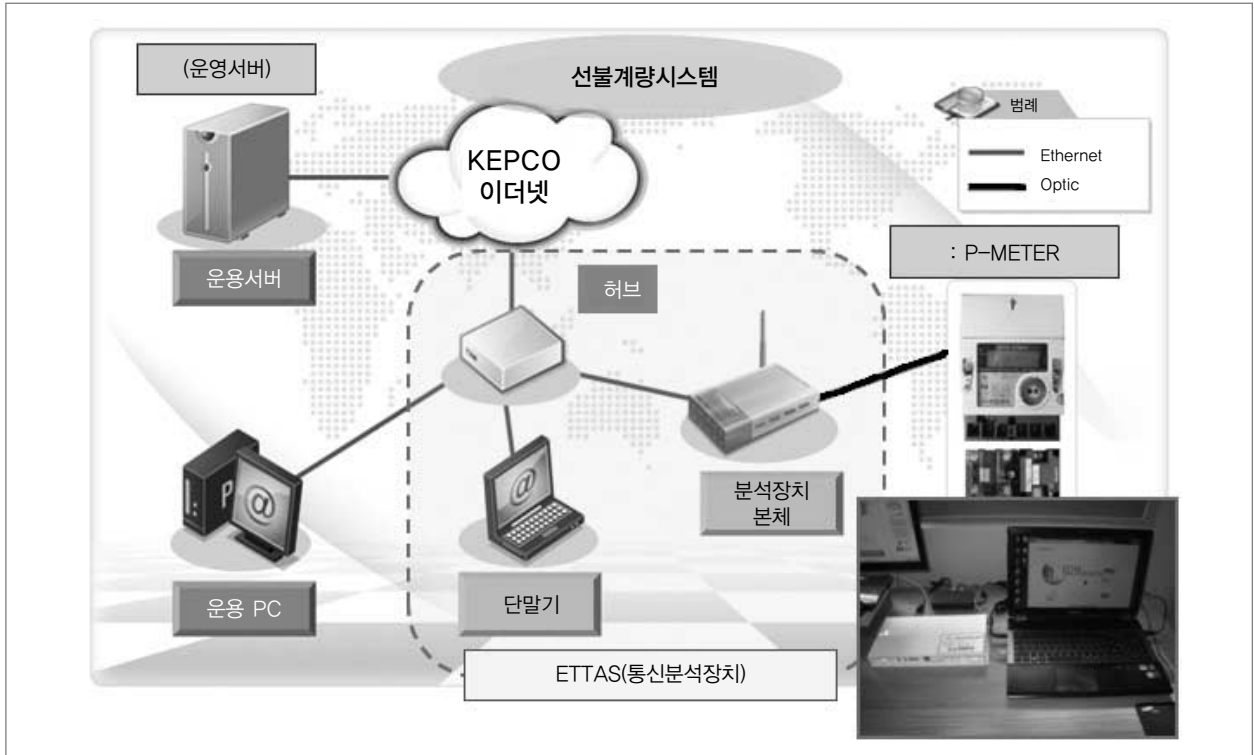 (운영서버)
선불계량시스템
범례
KEPCO
이더넷
Ethernet
Optic
: P-METER
운용서버
허브
분석장치
본체
운용 PC
단말기
ETTAS(통신분석장치)